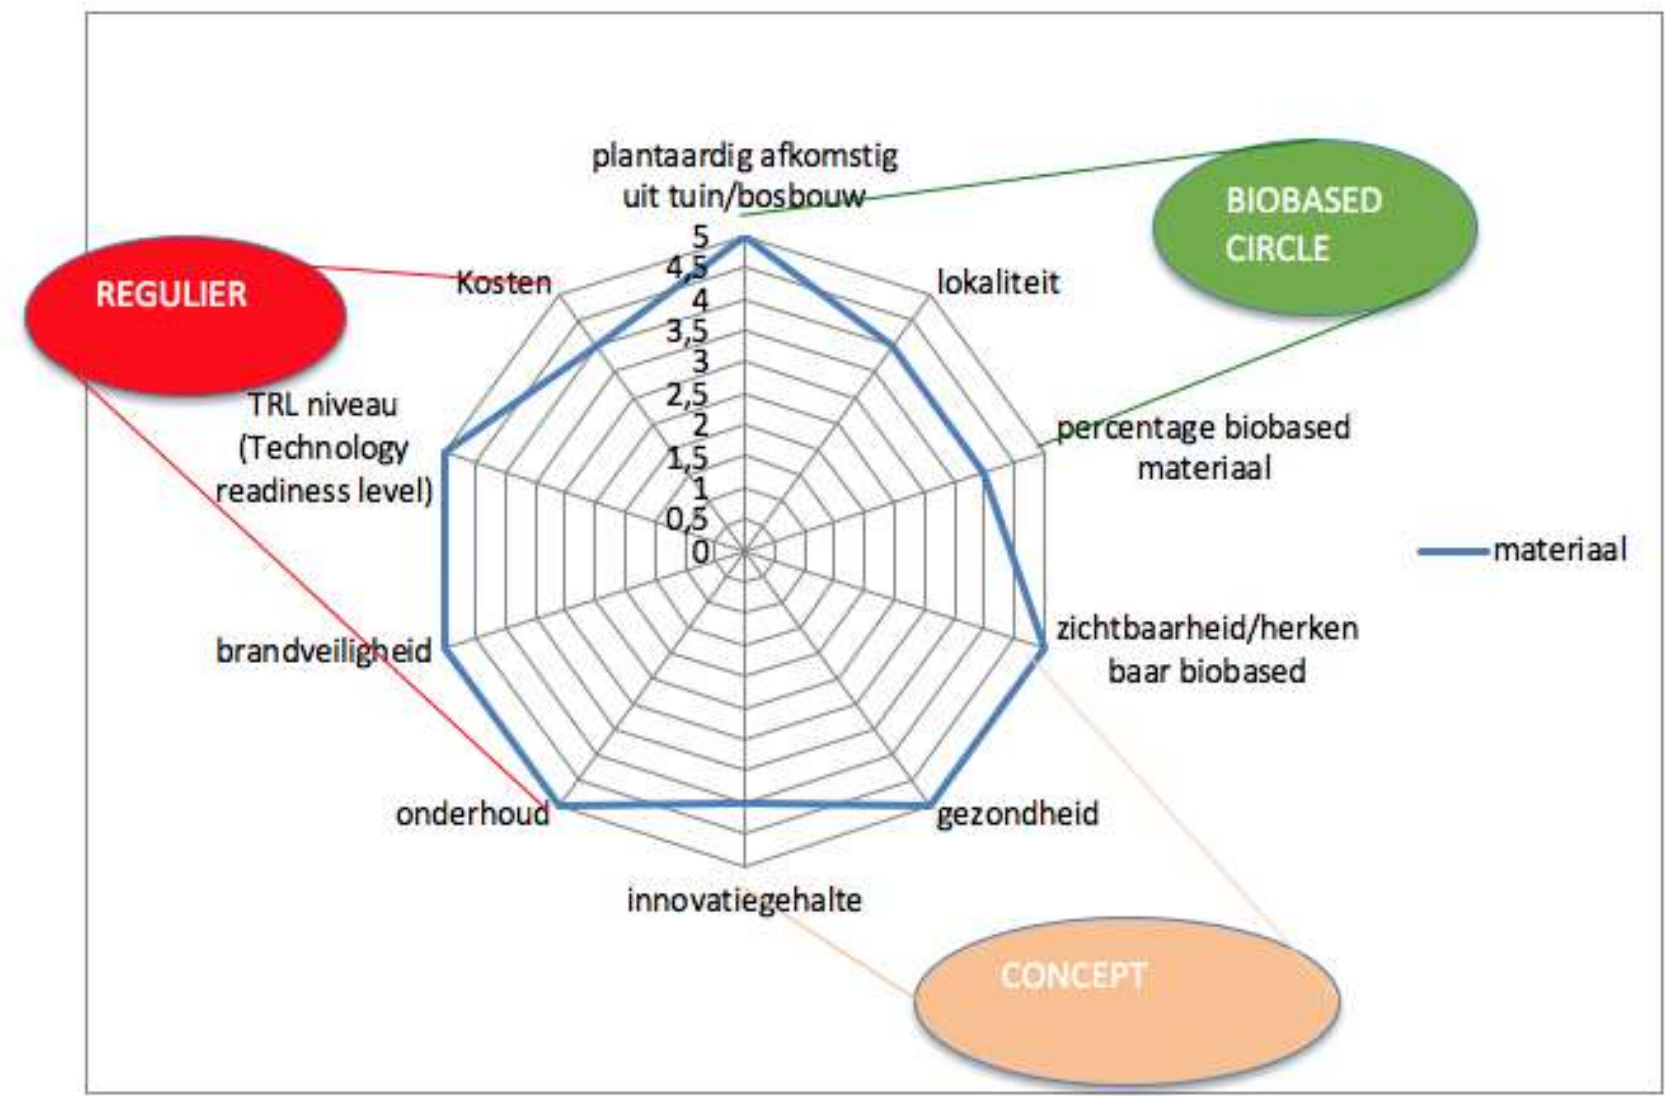 plantaardig afkomstig
uit tuin/bosbouw
BIOBASED
CIRCLE
REGULIER
Kosten
lokaliteit
5
4,5
4
3,5
3
2,5
2
1,5
1
0,5
0
TRL niveau
(Technology
readiness level)
percentage biobased
materiaal
materiaal
brandveiligheid
zichtbaarheid/herken
baar biobased
onderhoud
gezondheid
innovatiegehalte
CONCEPT